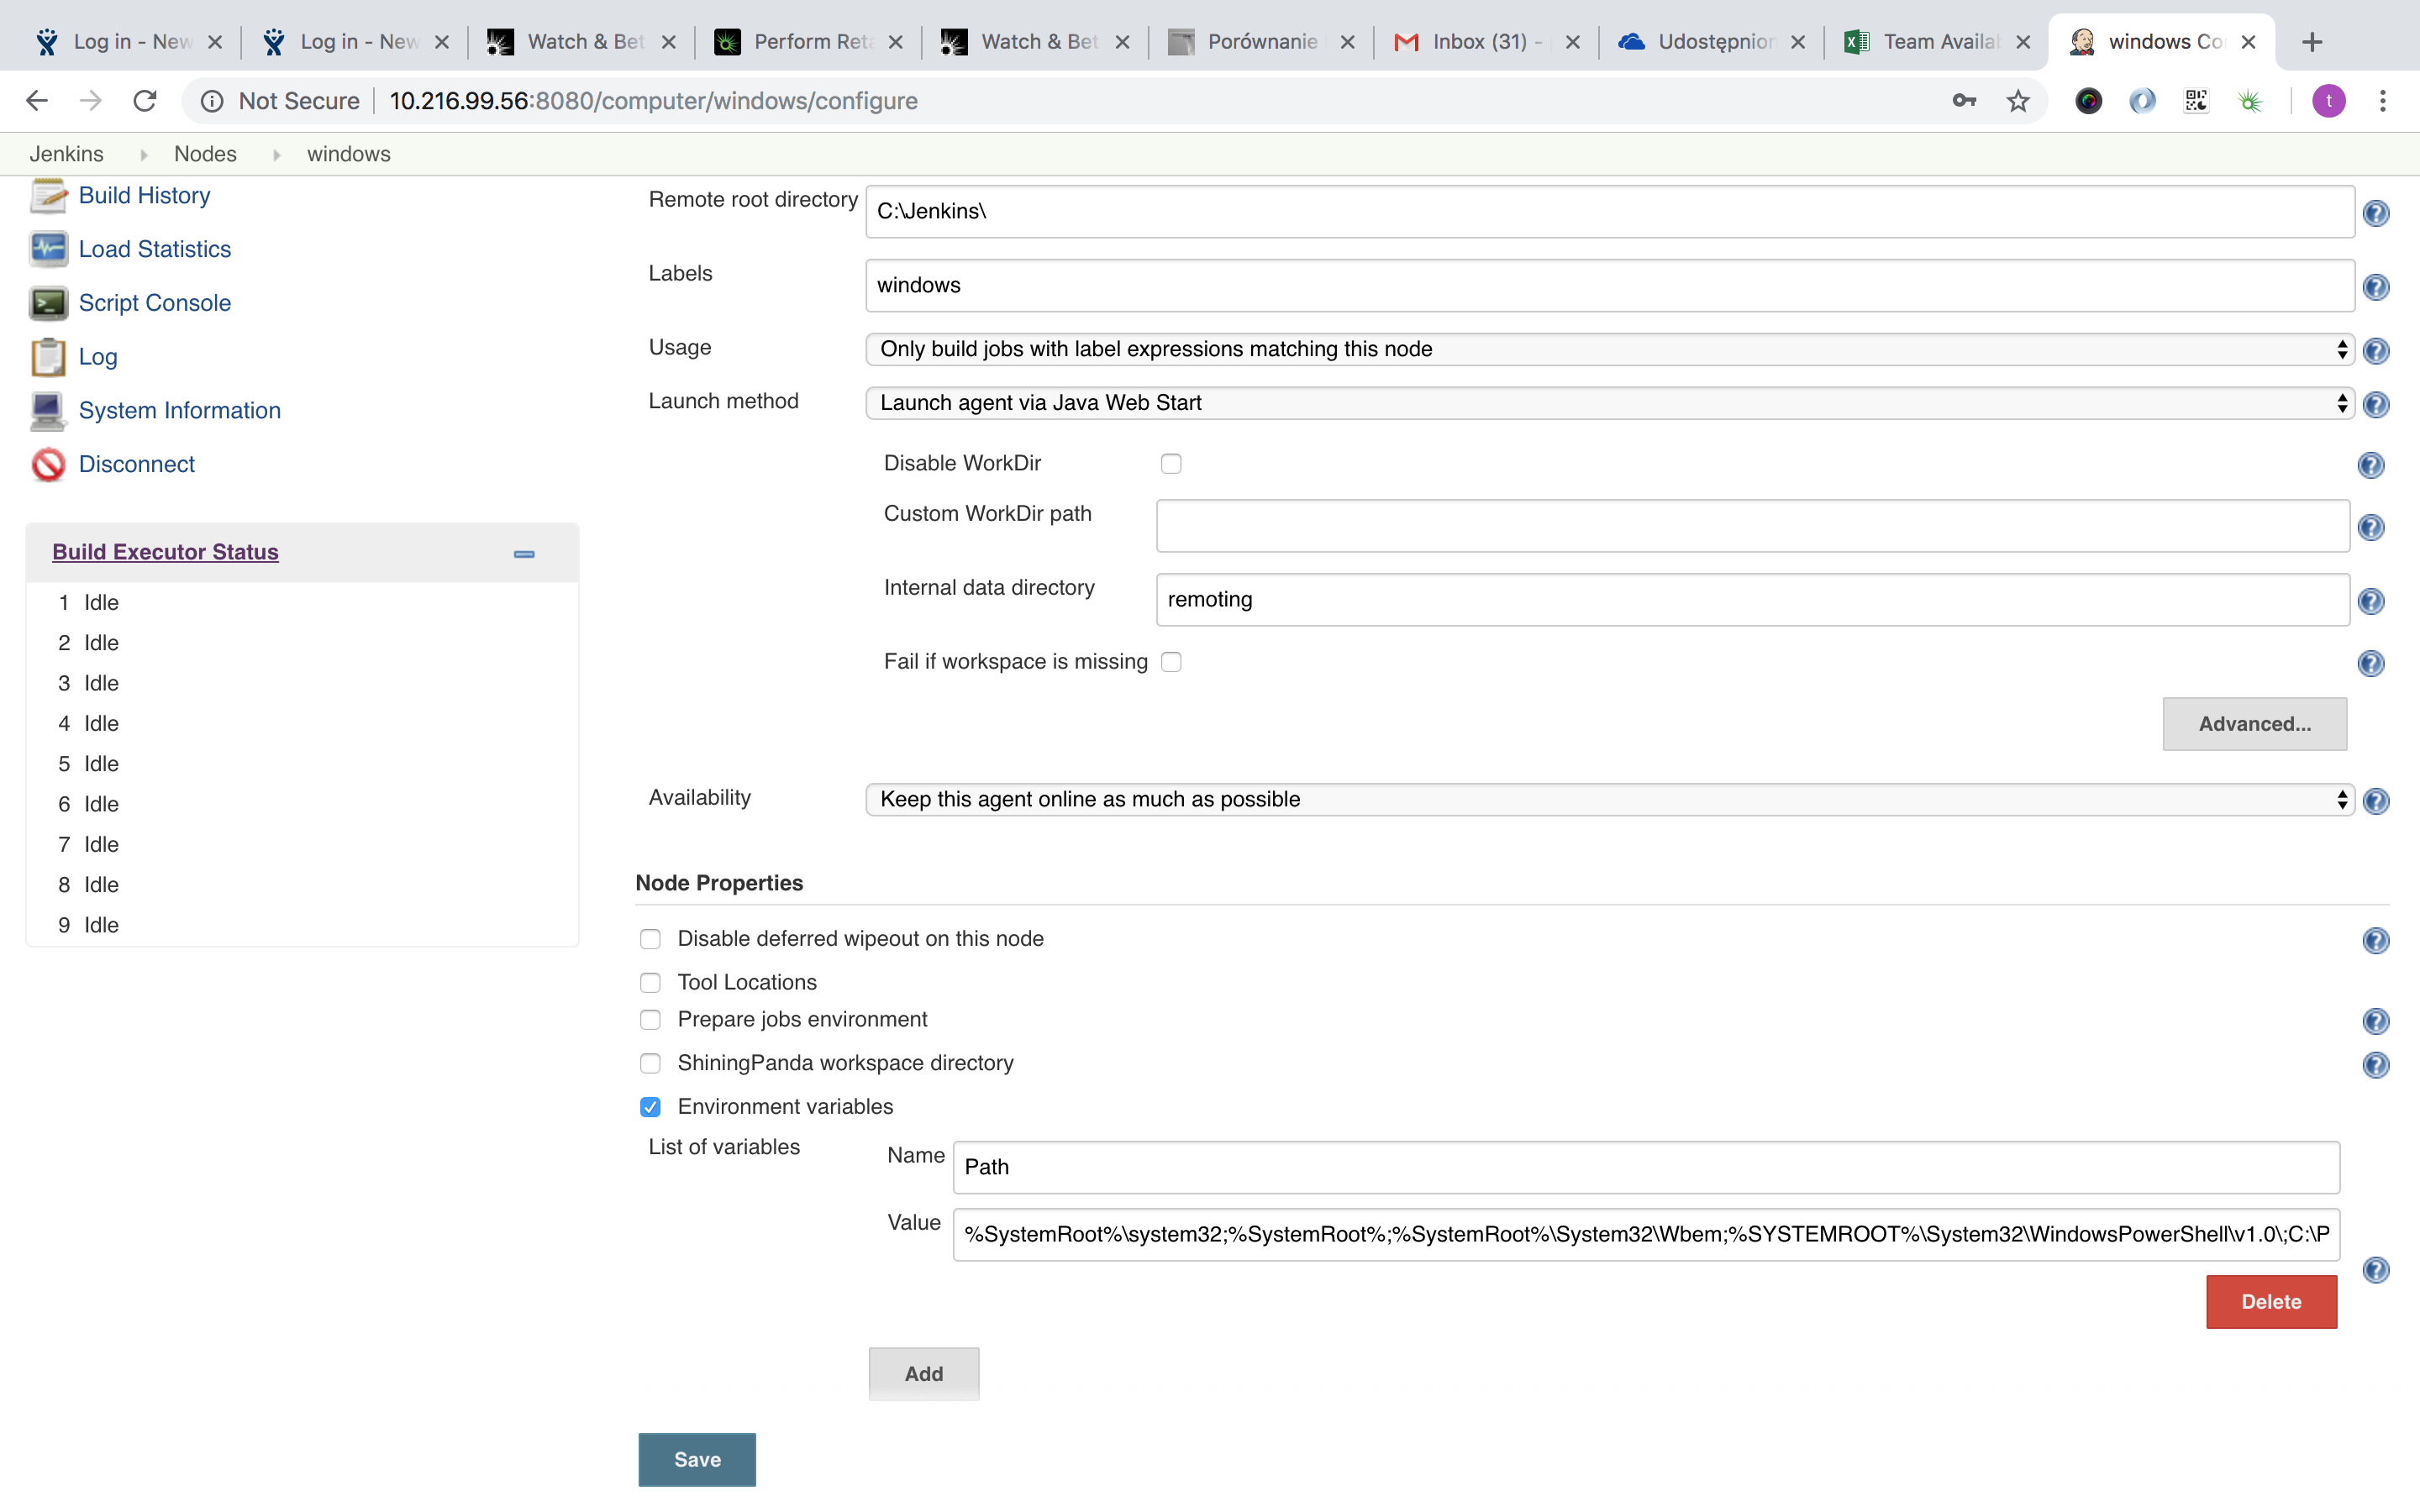 Log in - New
Log in - New
Watch & Bet
Perform Reta
Watch & Bet
Porównanie
Inbox (31) -
Udostępnion
Team Availab
windows Co
Not Secure
10.216.99.56:8080/computer/windows/configure
t
Jenkins
Nodes
windows
Build History
Load Statistics
Script Console
Log
System Information
Disconnect
Build Executor Status
1 Idle
2 Idle
3 Idle
4 Idle
5 Idle
6 Idle
7 Idle
8 Idle
9 Idle
Remote root directory
C:\Jenkins\
Labels
windows
Usage
Only build jobs with label expressions matching this node
Launch method
Launch agent via Java Web Start
Disable WorkDir
Custom WorkDir path
Internal data directory
remoting
Fail if workspace is missing
Advanced...
Availability
Keep this agent online as much as possible
Node Properties
Disable deferred wipeout on this node
Tool Locations
Prepare jobs environment
ShiningPanda workspace directory
Environment variables
List of variables
Name
Path
Value
%SystemRoot%\system32;%SystemRoot%;%SystemRoot%\System32\Wbem;%SYSTEMROOT%\System32\WindowsPowerShell\v1.0\;C:\P
Delete
Add
Save